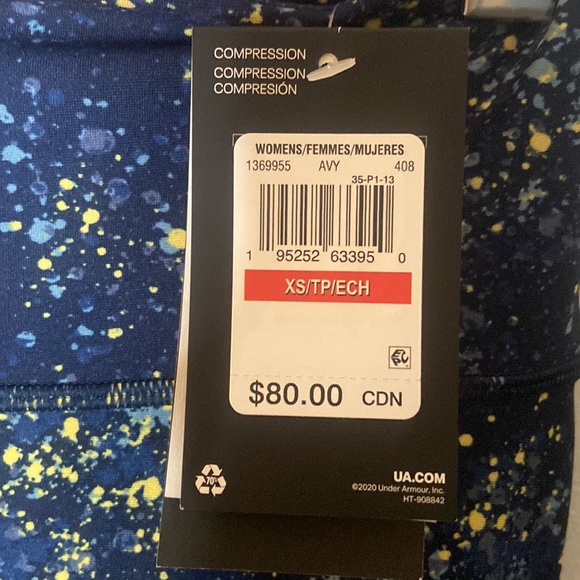 COMPRESSION
COMPRESSION
COMPRESIÓN
WOMENS/FEMMES/MUJERES
1369955 AVY 408
35-P1-13
1 95252 63395 0
XS/TP/ECH
$80.00 CDN
70%
UA.COM
©2020 Under Armour, Inc.
HT-908842